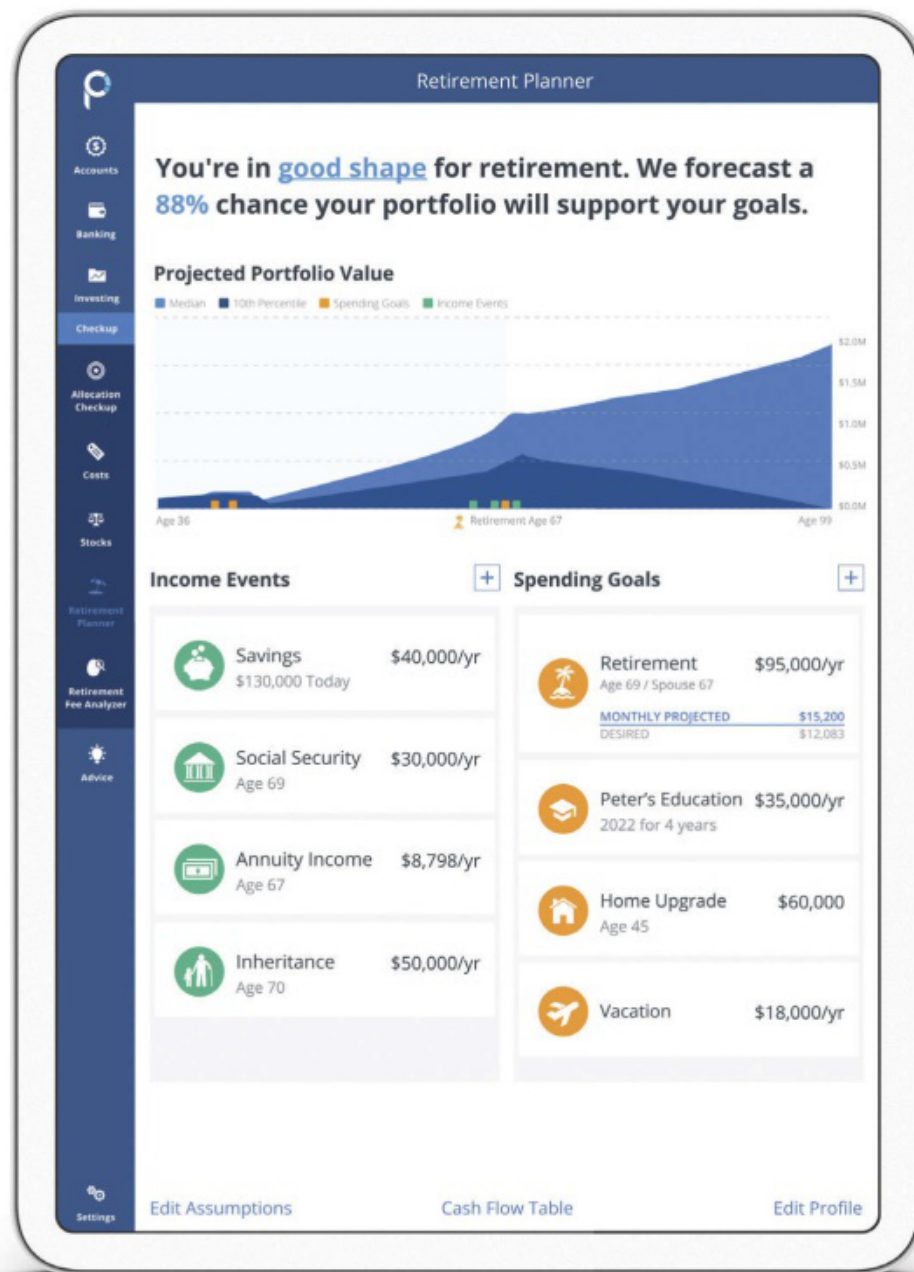 Retirement Planner
Accounts
Banking
Investing
Checkup
Allocation
Checkup
Costs
Stocks
Retirement
Planner
Retirement
Fee Analyzer
Advice
Settings
You're in good shape for retirement. We forecast a
88% chance your portfolio will support your goals.
Projected Portfolio Value
Median 10th Percentile Spending Goals Income Events
$2.0M
$1.5M
$1.0M
$0.5M
$0.0M
Age 36 Retirement Age 67 Age 99
Income Events +
Savings $40,000/yr
$130,000 Today
Social Security $30,000/yr
Age 69
Annuity Income $8,798/yr
Age 67
Inheritance $50,000/yr
Age 70
Spending Goals +
Retirement $95,000/yr
Age 69 / Spouse 67
MONTHLY PROJECTED $15,200
DESIRED $12,083
Peter's Education $35,000/yr
2022 for 4 years
Home Upgrade $60,000
Age 45
Vacation $18,000/yr
Edit Assumptions Cash Flow Table Edit Profile